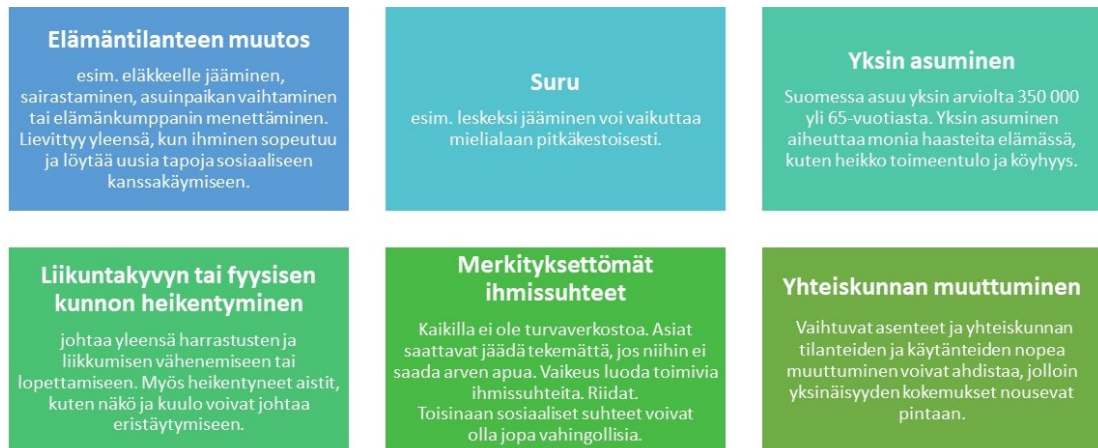 Elämäntilanteen muutos
esim. eläkkeelle jääminen,
sairastaminen, asuinpaikan vaihtaminen
tai elämänkumppanin menettäminen.
Lievittyy yleensä, kun ihminen sopeutuu
ja löytää uusia tapoja sosiaaliseen
kanssakäymiseen.
Suru
esim. leskeksi jääminen voi vaikuttaa
mielialaan pitkäkestoisesti.
Yksin asuminen
Suomessa asuu yksin arviolta 350 000
yli 65-vuotiasta. Yksin asuminen
aiheuttaa monia haasteita elämässä,
kuten heikko toimeentulo ja köyhyys.
Liikuntakyvyn tai fyysisen
kunnon heikentyminen
johtaa yleensä harrastusten ja
liikkumisen vähenemiseen tai
lopettamiseen. Myös heikentyneet aistit,
kuten näkö ja kuulo voivat johtaa
eristäytymiseen.
Merkityksettömät
ihmissuhteet
Kaikilla ei ole turvaverkostoa. Asiat
saattavat jäädä tekemättä, jos niihin ei
saada arven apua. Vaikeus luoda toimivia
ihmissuhteita. Riidat.
Toisinaan sosiaaliset suhteet voivat
olla jopa vahingollisia.
Yhteiskunnan muuttuminen
Vaihtuvat asenteet ja yhteiskunnan
tilanteiden ja käytänteiden nopea
muuttuminen voivat ahdistaa, jolloin
yksinäisyyden kokemukset nousevat
pintaan.